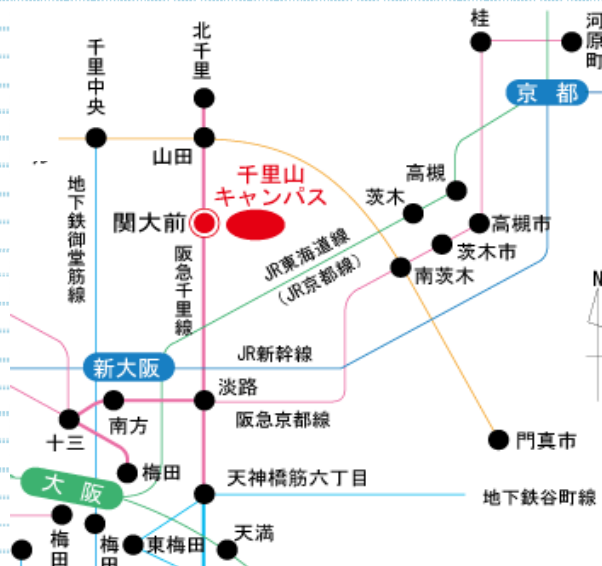 桂
河原町
北千里
千里中央
京都
山田
千里山
キャンパス
高槻
茨木
地下鉄御堂筋線
関大前
高槻市
阪急千里線
JR東海道線
(JR京都線)
茨木市
南茨木
N
新大阪
JR新幹線
淡路
阪急京都線
南方
十三
門真市
梅田
天神橋筋六丁目
大阪
地下鉄谷町線
梅田
梅田
東梅田
天満